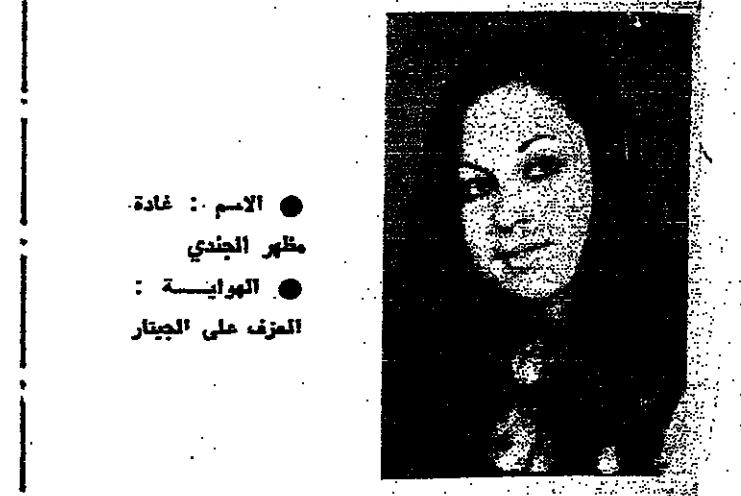 ● الاسم : غادة
مظهر الجندي
● الهوايـــة :
العزف على الجيتار